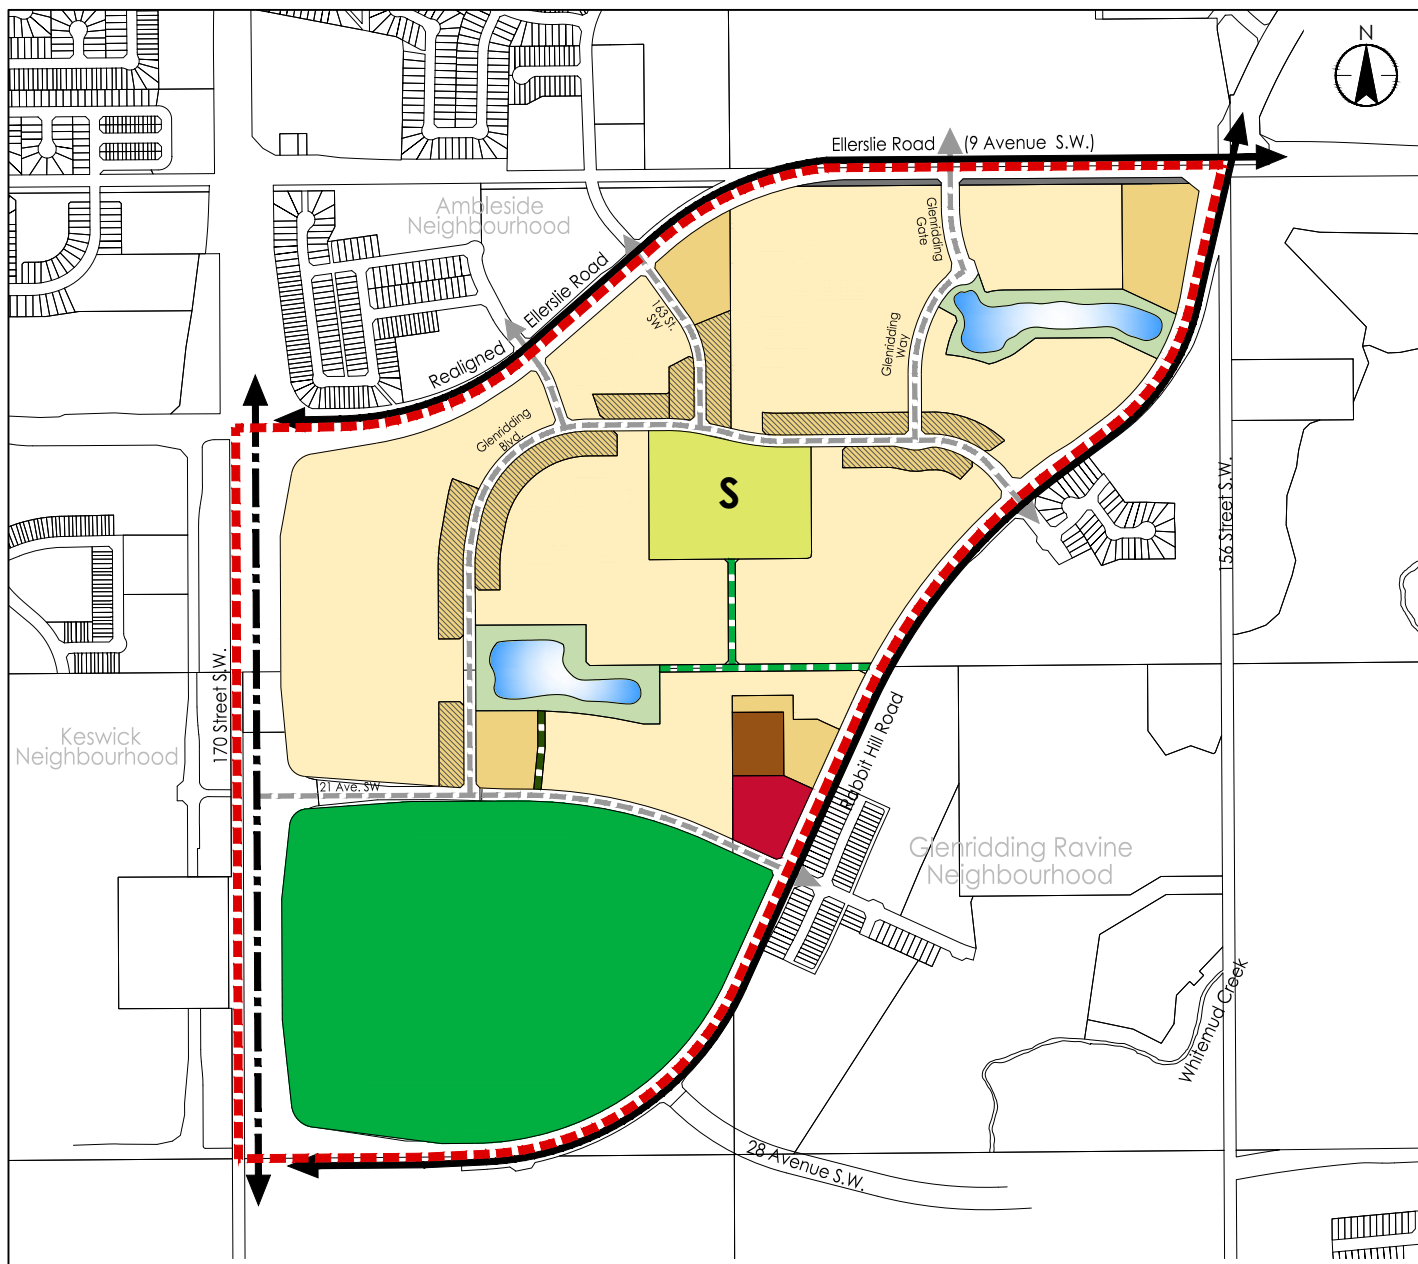 N
Ellerslie Road (9 Avenue S.W.)
Ambleside
Neighbourhood
Glenridding
Gate
Realigned Ellerslie Road
163 St.
SW
Glenridding
Way
Glenridding
Blvd.
S
156 Street S.W.
170 Street S.W.
Keswick
Neighbourhood
Rabbit Hill Road
21 Ave. SW
Glenridding Ravine
Neighbourhood
Whitemud Creek
28 Avenue S.W.